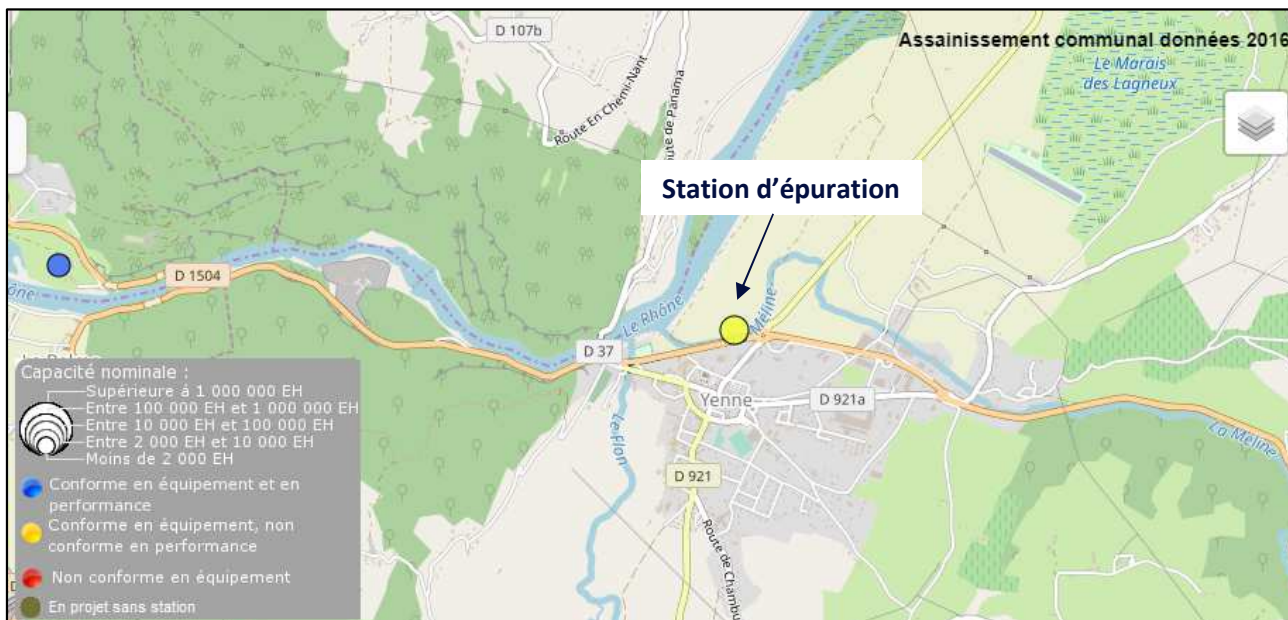 D 107b
Assainissement communal données 2016
Le Marais
des Lagneux
Route En Chemi-Nant
Route de Panama
Station d'épuration
D 1504
Le Rhône
Méline
D 37
Yenne
D 921a
Le Flon
La Méline
D 921
Route de Chambu
Capacité nominale :
Supérieure à 1 000 000 EH
Entre 100 000 EH et 1 000 000 EH
Entre 10 000 EH et 100 000 EH
Entre 2 000 EH et 10 000 EH
Moins de 2 000 EH
Conforme en équipement et en
performance
Conforme en équipement, non
conforme en performance
Non conforme en équipement
En projet sans station